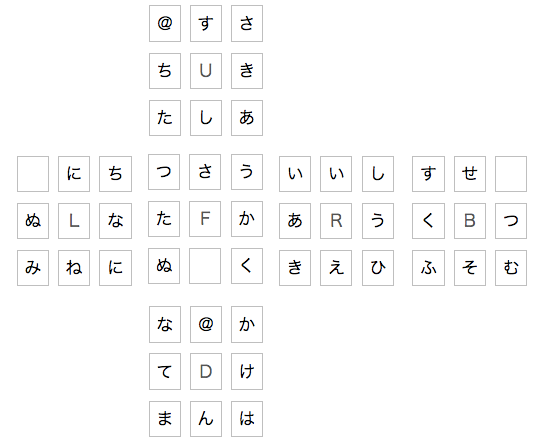 @ す さ
ち U き
た し あ
に ち つ さ う い い し す せ
ぬ L な た F か あ R う く B つ
み ね に ぬ く き え ひ ふ そ む
な @ か
て D け
ま ん は